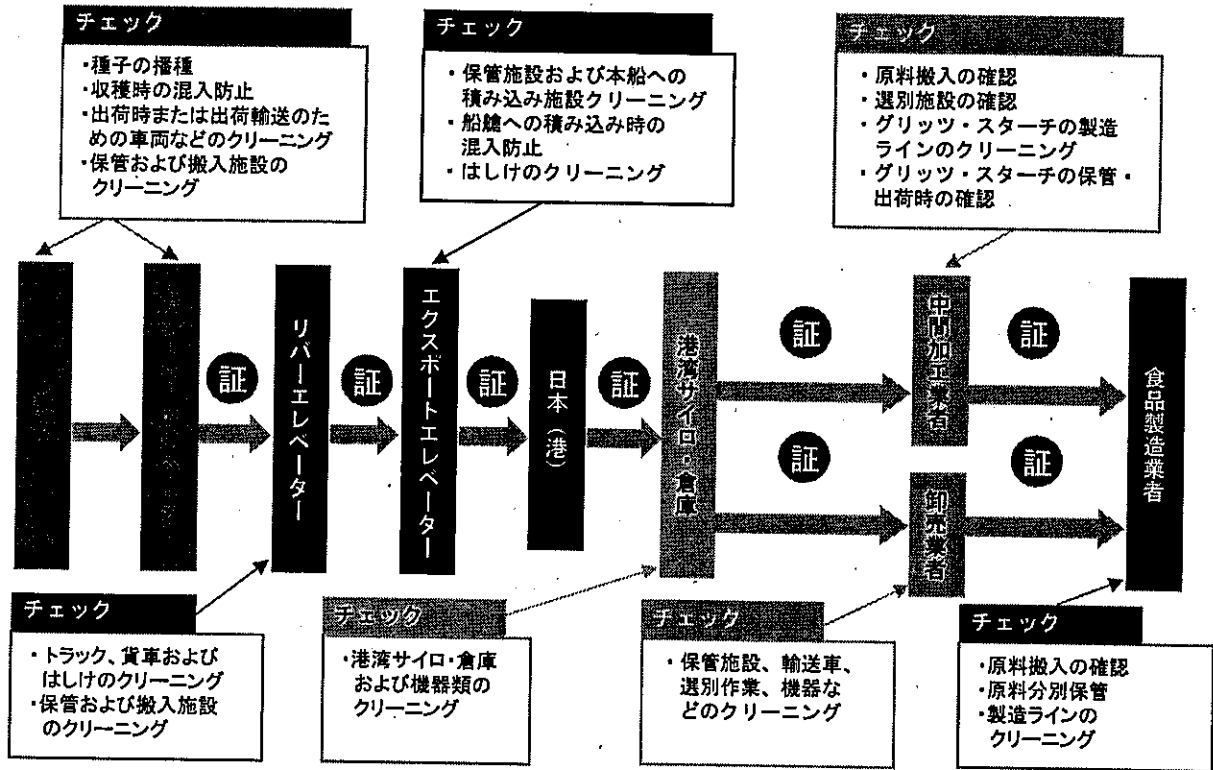 チェック
・種子の播種
・収穫時の混入防止
・出荷時または出荷輸送のた
めの車両などのクリーニング
・保管および搬入施設の
クリーニング
チェック
・保管施設および本船への
積み込み施設クリーニング
・船艙への積み込み時の
混入防止
・はしけのクリーニング
チェック
・原料搬入の確認
・選別施設の確認
・グリッツ・スターチの製造
ラインのクリーニング
・グリッツ・スターチの保管・
出荷時の確認
証
リバーエレベーター
証
エクスポートエレベーター
証
日本(港)
証
港湾サイロ・倉庫
証
証
中間加工業者
卸売業者
証
証
食品製造業者
チェック
・トラック、貨車および
はしけのクリーニング
・保管および搬入施設
のクリーニング
チェック
・港湾サイロ・倉庫
および機器類の
クリーニング
チェック
・保管施設、輸送車、
選別作業、機器な
どのクリーニング
チェック
・原料搬入の確認
・原料分別保管
・製造ラインの
クリーニング